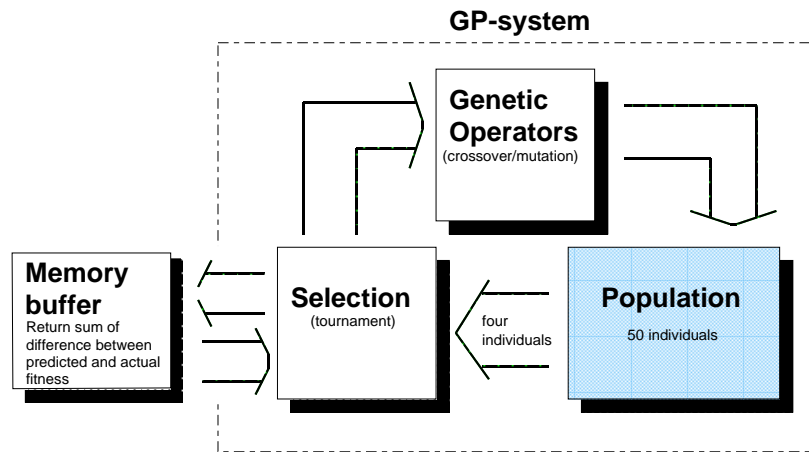 GP-system
Genetic
Operators
(crossover/mutation)
Memory
buffer
Return sum of
difference between
predicted and actual
fitness
Selection
(tournament)
four
individuals
Population
50 individuals